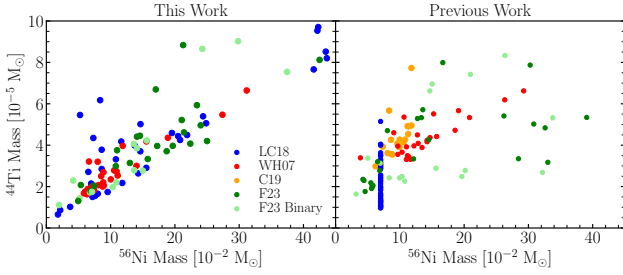 This Work
Previous Work
10
8
6
4
2
0
⁴⁴Ti Mass [10⁻⁵ M☉]
LC18
WH07
C19
F23
F23 Binary
0 10 20 30 40
0 10 20 30 40
⁵⁶Ni Mass [10⁻² M☉]
⁵⁶Ni Mass [10⁻² M☉]